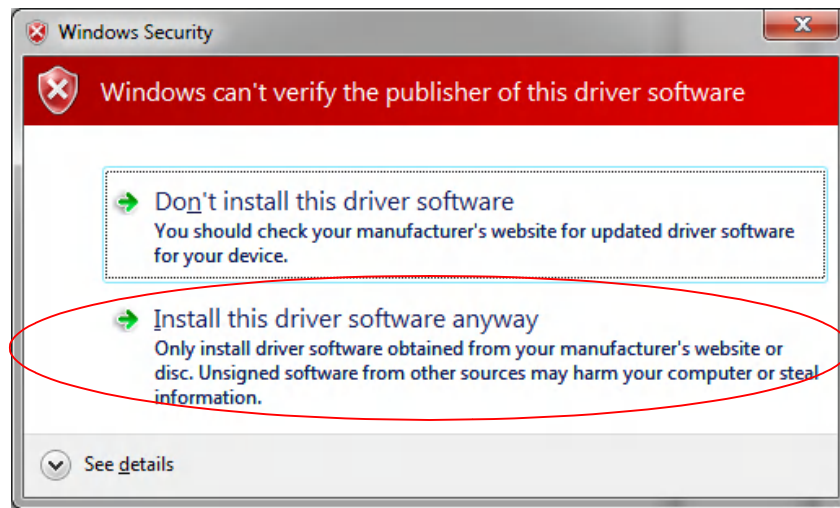 Windows Security
Windows can't verify the publisher of this driver software
Don't install this driver software
You should check your manufacturer's website for updated driver software
for your device.
Install this driver software anyway
Only install driver software obtained from your manufacturer's website or
disc. Unsigned software from other sources may harm your computer or steal
information.
See details